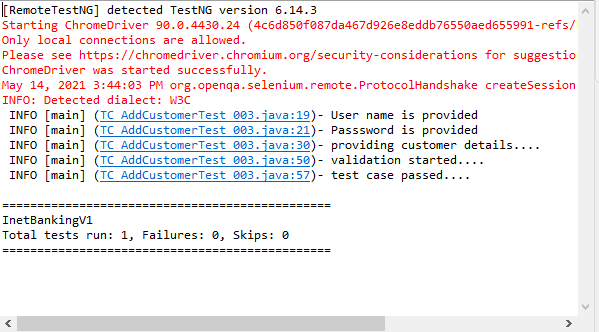 [RemoteTestNG] detected TestNG version 6.14.3
Starting ChromeDriver 90.0.4430.24 (4c6d850f087da467d926e8eddb76550aed655991-refs/
Only local connections are allowed.
Please see https://chromedriver.chromium.org/security-considerations for suggestio
ChromeDriver was started successfully.
May 14, 2021 3:44:03 PM org.openqa.selenium.remote.ProtocolHandshake createSession
INFO: Detected dialect: W3C
INFO [main] (TC_AddCustomerTest_003.java:19)- User name is provided
INFO [main] (TC_AddCustomerTest_003.java:21)- Passsword is provided
INFO [main] (TC_AddCustomerTest_003.java:30)- providing customer details....
INFO [main] (TC_AddCustomerTest_003.java:50)- validation started....
INFO [main] (TC_AddCustomerTest_003.java:57)- test case passed....
===============================================
InetBankingV1
Total tests run: 1, Failures: 0, Skips: 0
===============================================